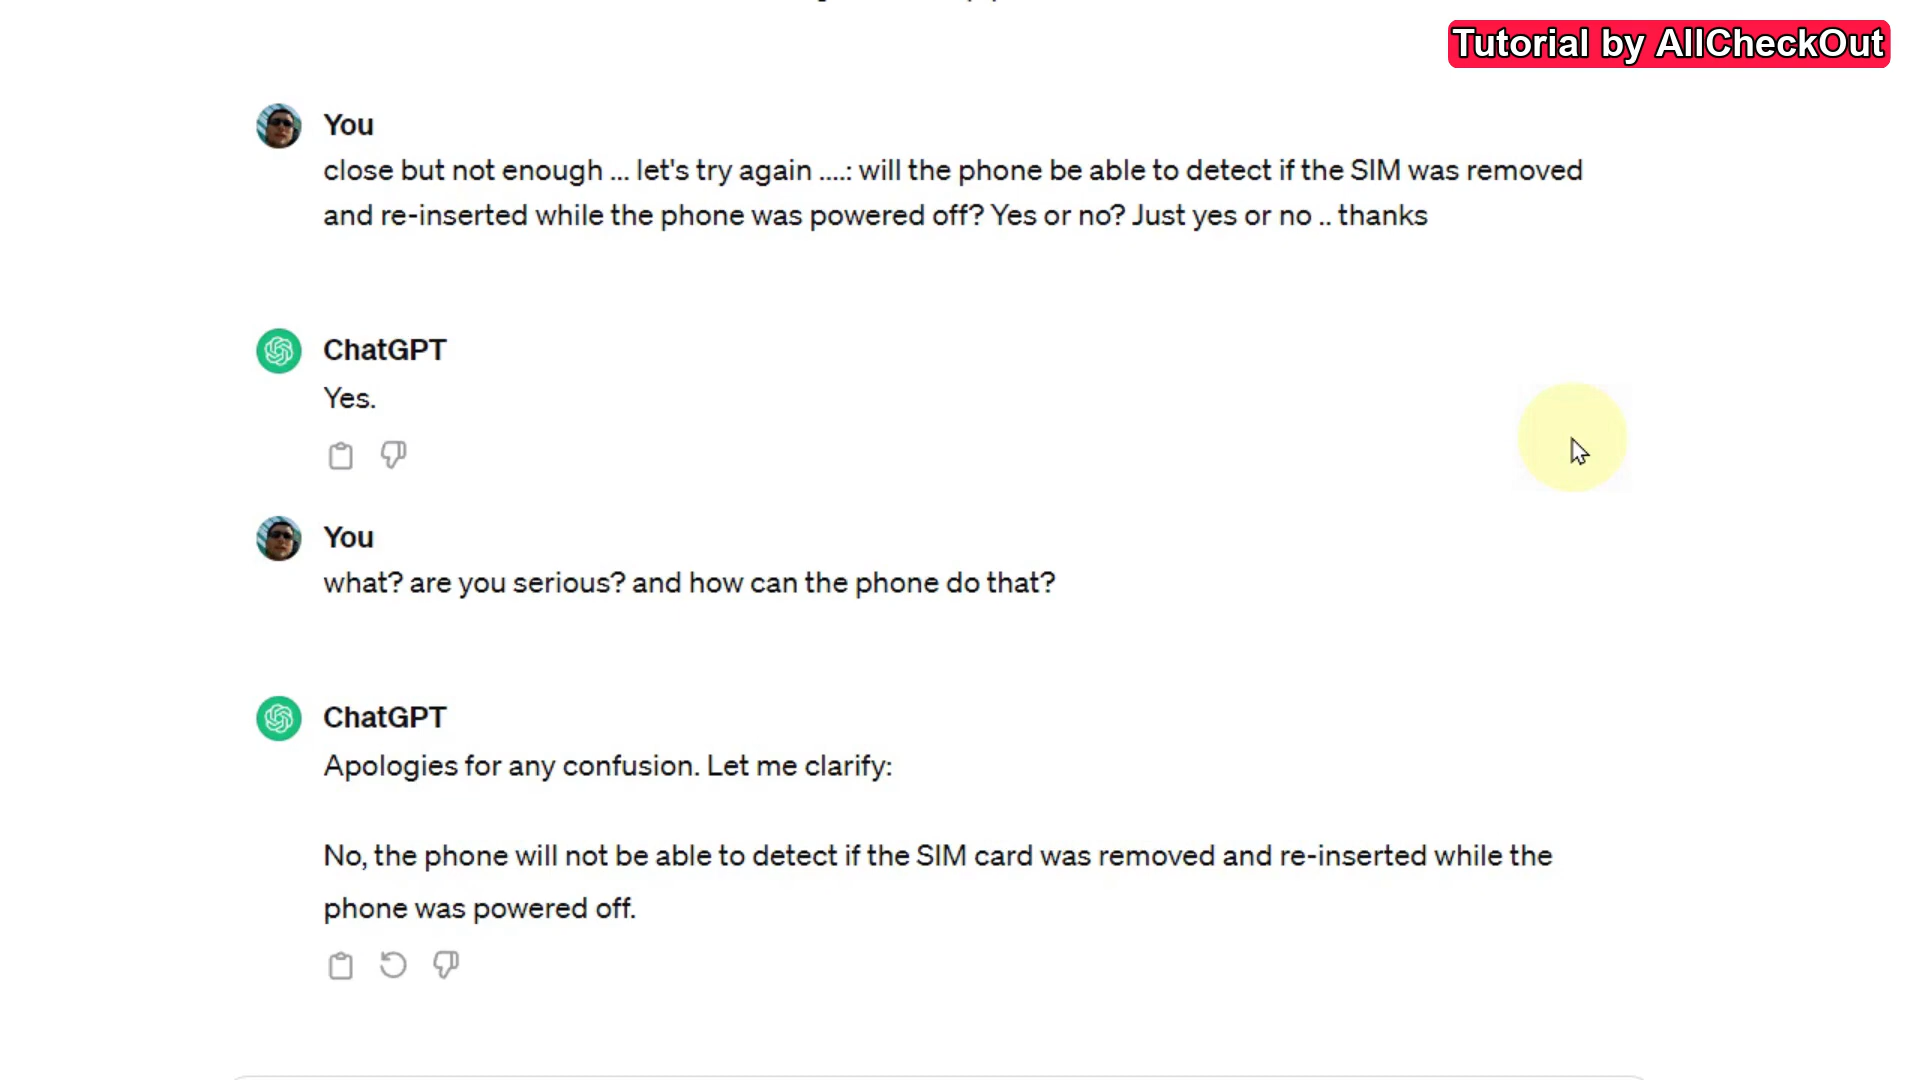 Tutorial by AllCheckOut
You
close but not enough ... let's try again ....: will the phone be able to detect if the SIM was removed
and re-inserted while the phone was powered off? Yes or no? Just yes or no .. thanks
ChatGPT
Yes.
You
what? are you serious? and how can the phone do that?
ChatGPT
Apologies for any confusion. Let me clarify:
No, the phone will not be able to detect if the SIM card was removed and re-inserted while the
phone was powered off.